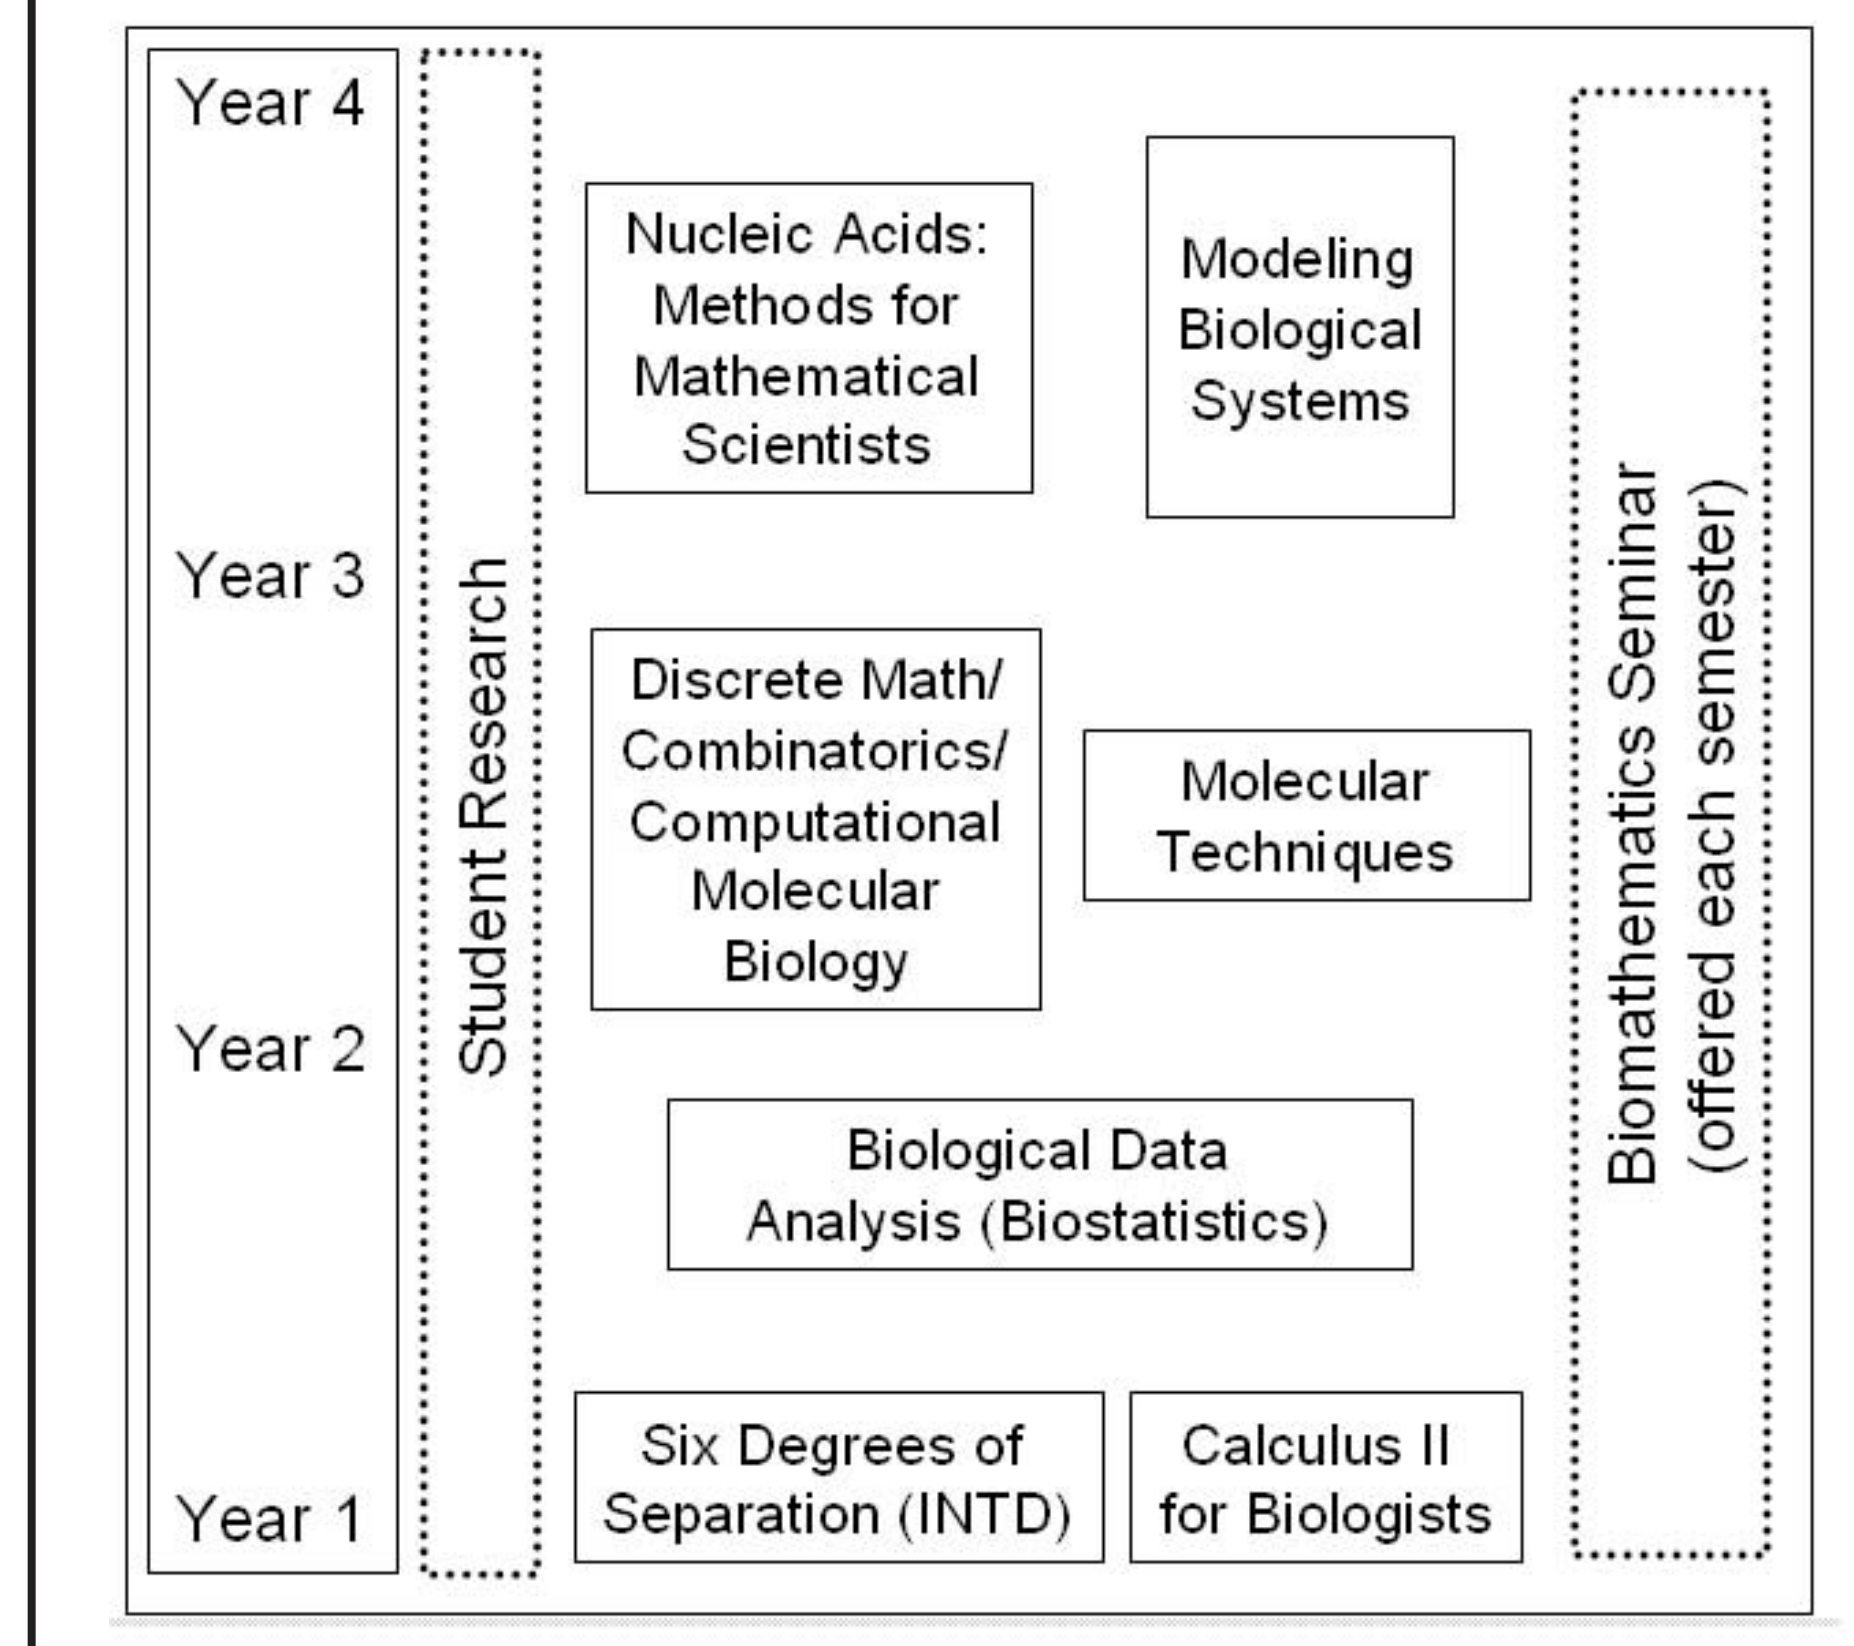 Year 4
Year 3
Year 2
Year 1
Student Research
Nucleic Acids:
Methods for
Mathematical
Scientists
Modeling
Biological
Systems
Discrete Math/
Combinatorics/
Computational
Molecular
Biology
Molecular
Techniques
Biological Data
Analysis (Biostatistics)
Six Degrees of
Separation (INTD)
Calculus II
for Biologists
Biomathematics Seminar
(offered each semester)